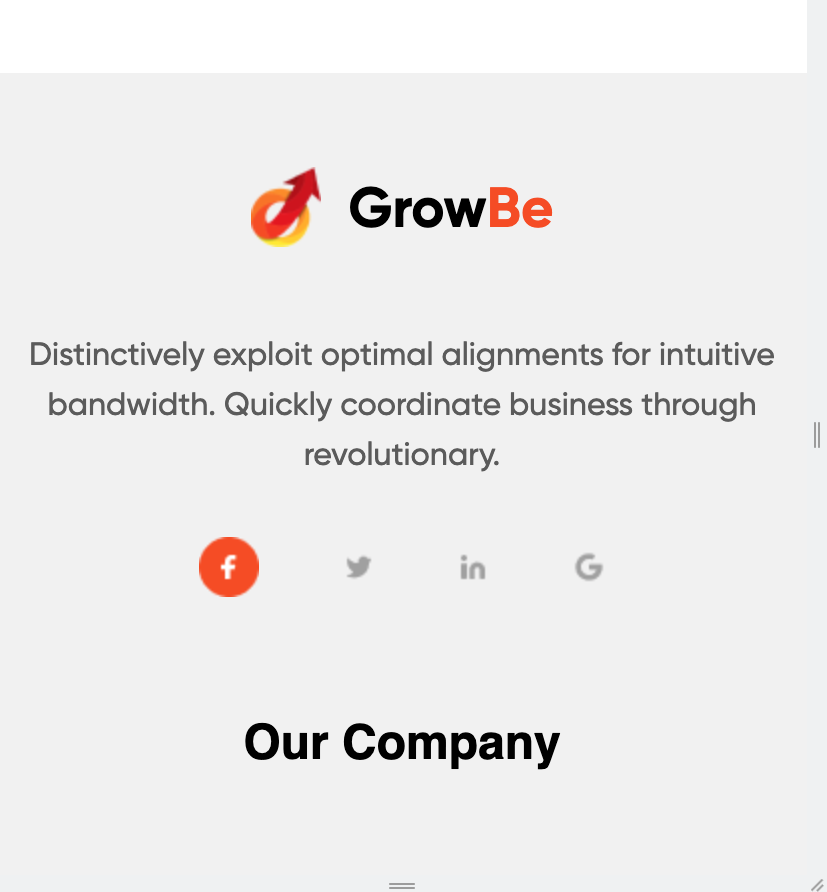 GrowBe
Distinctively exploit optimal alignments for intuitive
bandwidth. Quickly coordinate business through
revolutionary.
Our Company